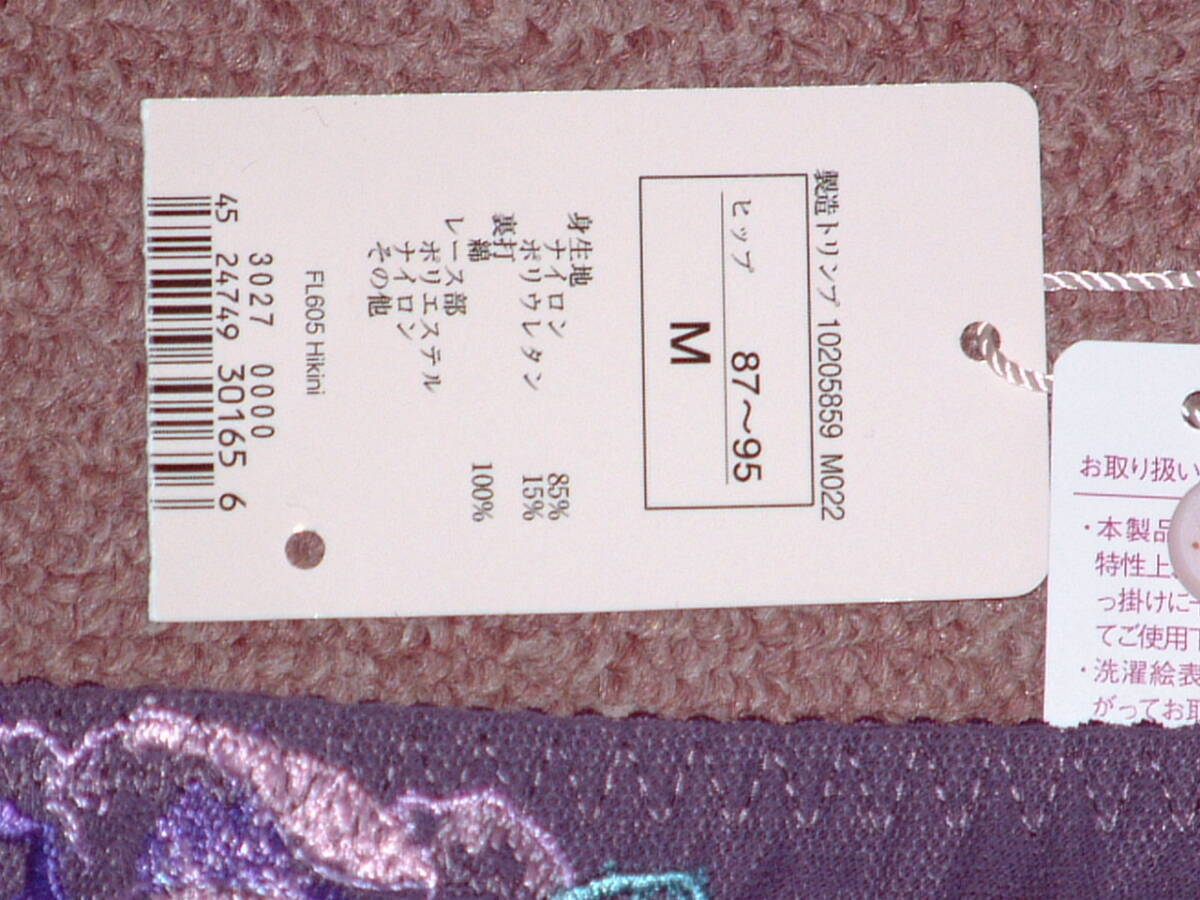 製造トリンプ 10205859 M022
ヒップ 87～95
M
身生地
ナイロン 85%
ポリウレタン 15%
裏打
綿 100%
レース部
ポリエステル
ナイロン
その他
FL605 Hikini
3027 0000
45 24749 30165 6
お取り扱い
・本製品
特性上
っ掛けに
てご使用下
・洗濯絵表
がってお取